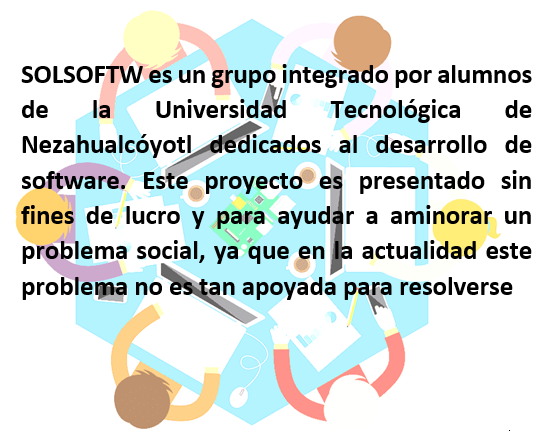 SOLSOFTW es un grupo integrado por alumnos
de la Universidad Tecnológica de
Nezahualcóyotl dedicados al desarrollo de
software. Este proyecto es presentado sin
fines de lucro y para ayudar a aminorar un
problema social, ya que en la actualidad este
problema no es tan apoyada para resolverse